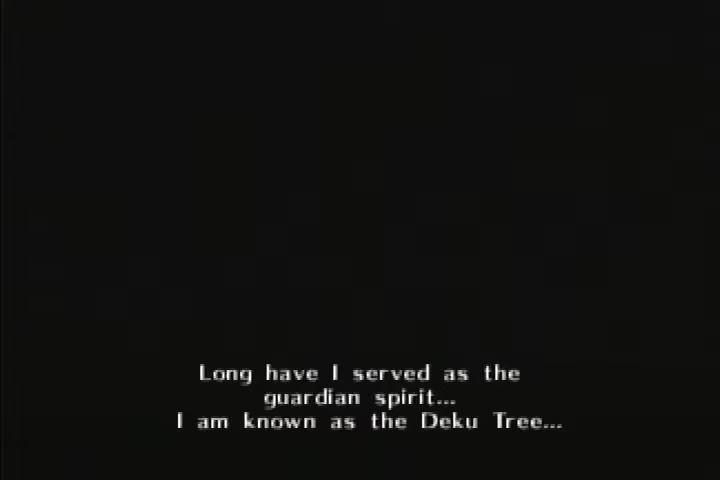 Long have I served as the
guardian spirit...
I am known as the Deku Tree...